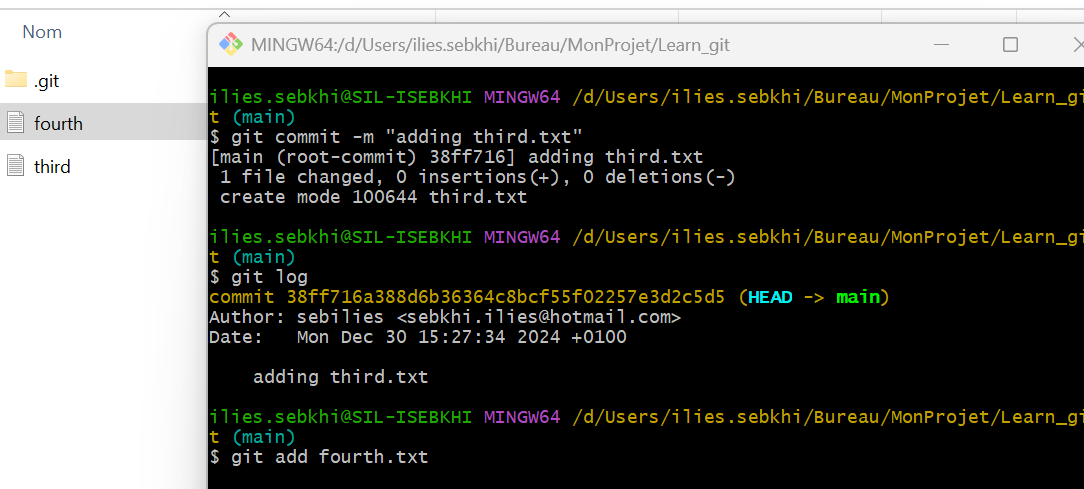 Nom
.git
fourth
third
MINGW64:/d/Users/ilies.sebkhi/Bureau/MonProjet/Learn_git
ilies.sebkhi@SIL-ISEBKHI MINGW64 /d/Users/ilies.sebkhi/Bureau/MonProjet/Learn_gi
t (main)
$ git commit -m "adding third.txt"
[main (root-commit) 38ff716] adding third.txt
1 file changed, 0 insertions(+), 0 deletions(-)
create mode 100644 third.txt
ilies.sebkhi@SIL-ISEBKHI MINGW64 /d/Users/ilies.sebkhi/Bureau/MonProjet/Learn_gi
t (main)
$ git log
commit 38ff716a388d6b36364c8bcf55f02257e3d2c5d5 (HEAD -> main)
Author: sebilies <sebkhi.ilies@hotmail.com>
Date:   Mon Dec 30 15:27:34 2024 +0100
adding third.txt
ilies.sebkhi@SIL-ISEBKHI MINGW64 /d/Users/ilies.sebkhi/Bureau/MonProjet/Learn_gi
t (main)
$ git add fourth.txt